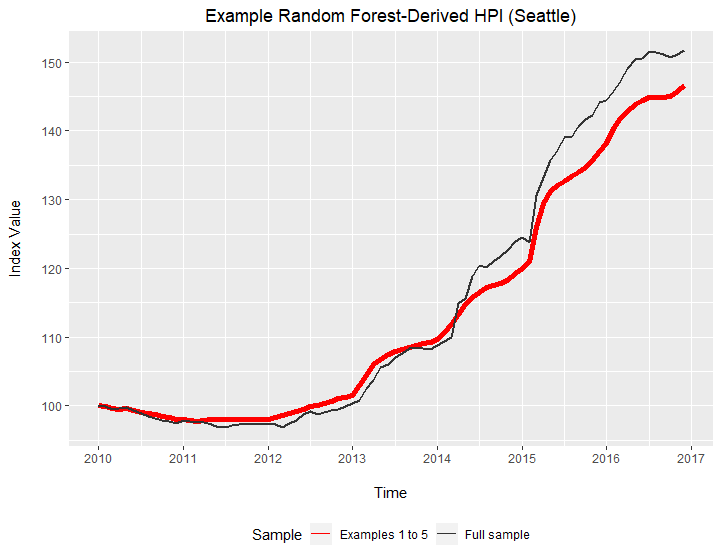 Example Random Forest-Derived HPI (Seattle)
150
140
130
120
110
100
Index Value
2010 2011 2012 2013 2014 2015 2016 2017
Time
Sample Examples 1 to 5 Full sample